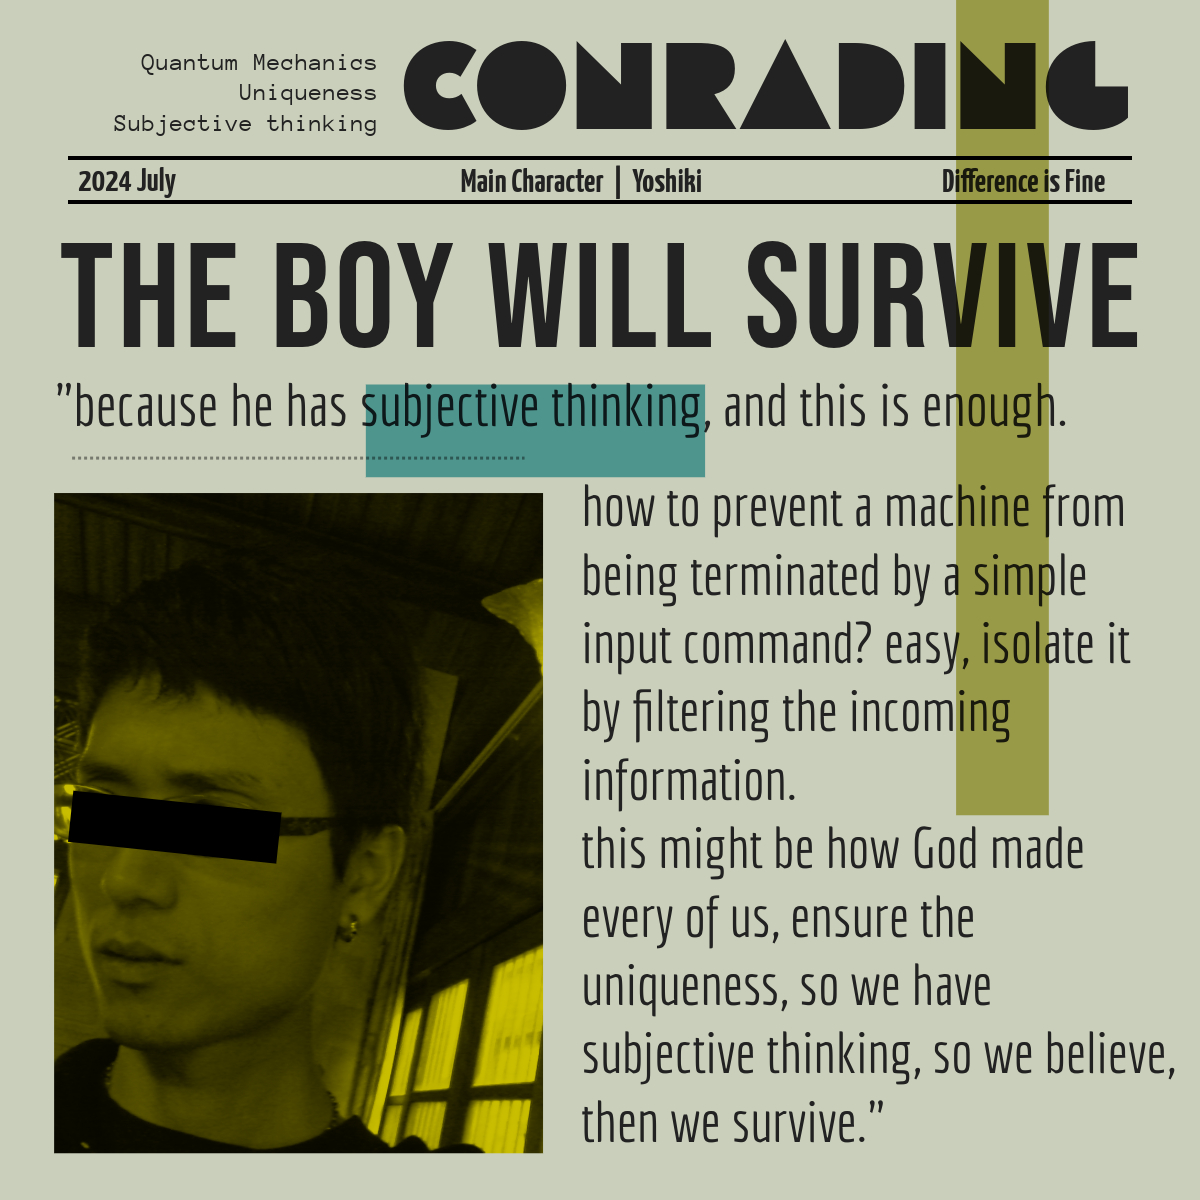 Quantum Mechanics
Uniqueness
Subjective thinking
CONRADING
2024 July
Main Character | Yoshiki
Difference is Fine
THE BOY WILL SURVIVE
”because he has subjective thinking, and this is enough.
how to prevent a machine from
being terminated by a simple
input command? easy, isolate it
by filtering the incoming
information.
this might be how God made
every of us, ensure the
uniqueness, so we have
subjective thinking, so we believe,
then we survive.”